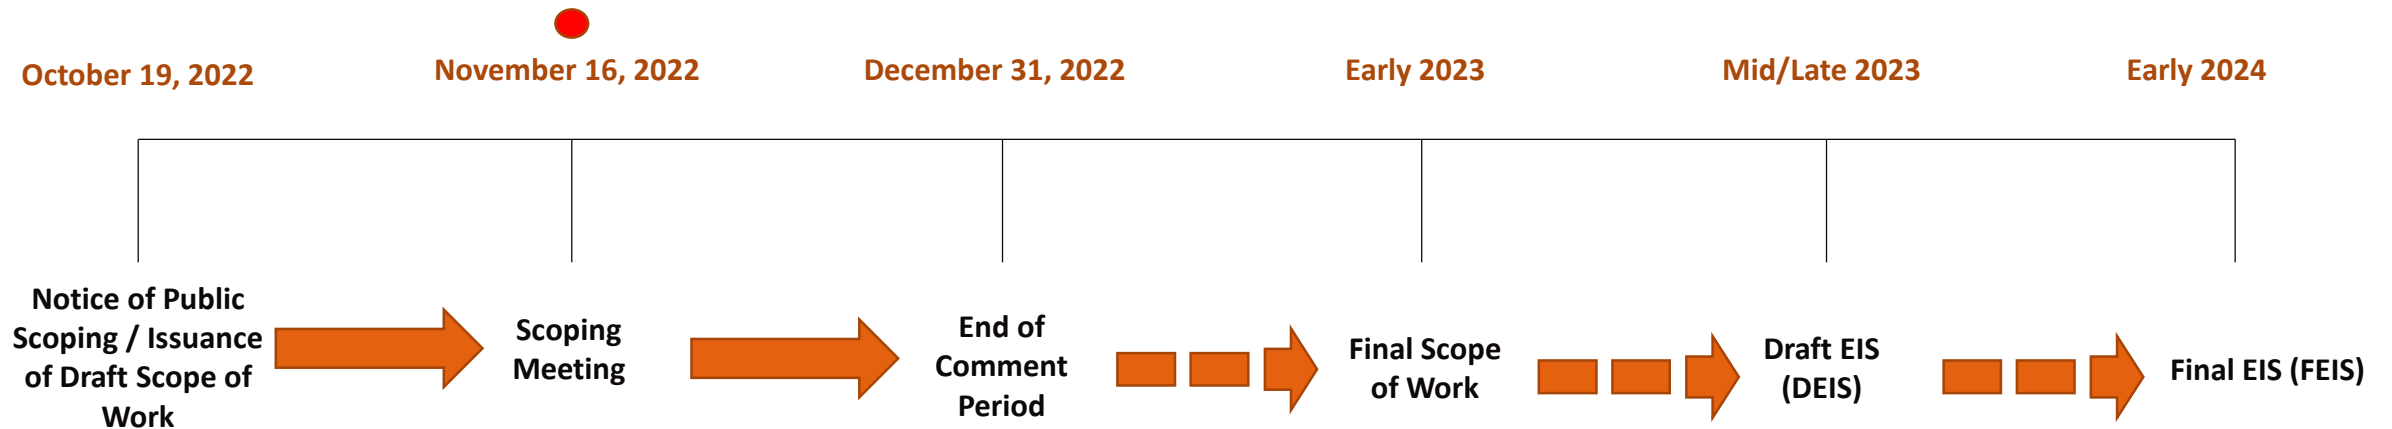 October 19, 2022
November 16, 2022
December 31, 2022
Early 2023
Mid/Late 2023
Early 2024
Notice of Public
Scoping / Issuance
of Draft Scope of
Work
Scoping
Meeting
End of
Comment
Period
Final Scope
of Work
Draft EIS
(DEIS)
Final EIS (FEIS)